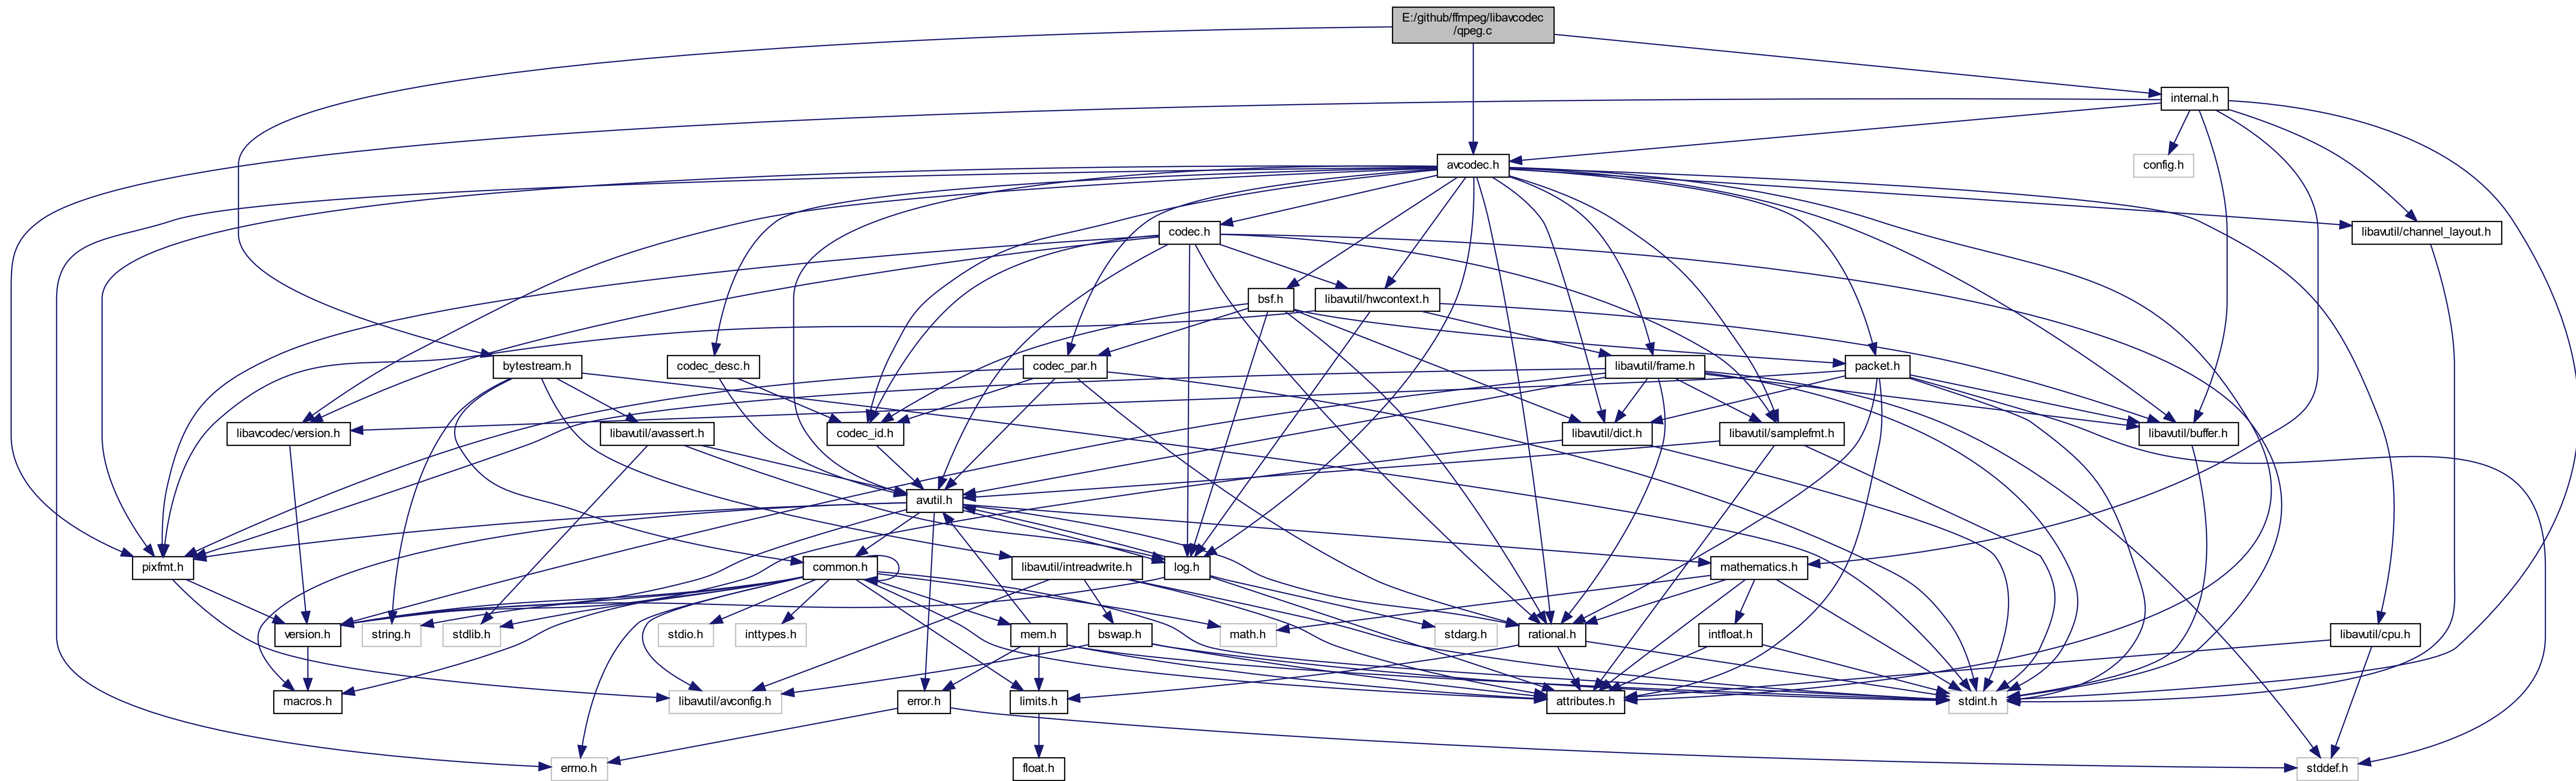 E:/github/ffmpeg/libavcodec
/qpeg.c
internal.h
avcodec.h
config.h
codec.h
libavutil/channel_layout.h
bsf.h
libavutil/hwcontext.h
bytestream.h
codec_desc.h
codec_par.h
libavutil/frame.h
packet.h
libavcodec/version.h
libavutil/avassert.h
codec_id.h
libavutil/dict.h
libavutil/samplefmt.h
libavutil/buffer.h
avutil.h
pixfmt.h
common.h
libavutil/intreadwrite.h
log.h
mathematics.h
version.h
string.h
stdlib.h
stdio.h
inttypes.h
mem.h
bswap.h
math.h
stdarg.h
rational.h
intfloat.h
libavutil/cpu.h
macros.h
libavutil/avconfig.h
error.h
limits.h
attributes.h
stdint.h
errno.h
float.h
stddef.h